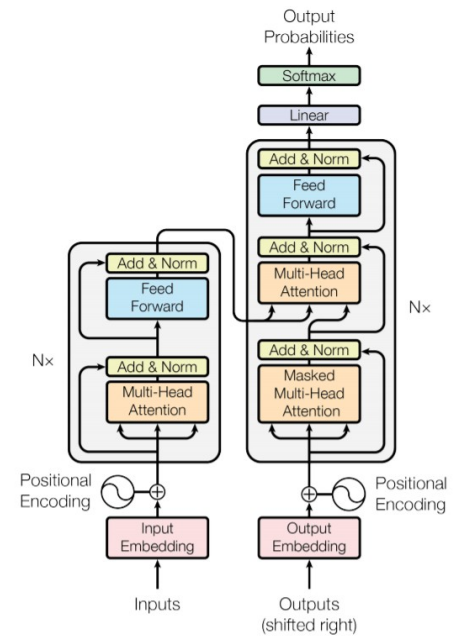 Output
Probabilities
Softmax
Linear
Add & Norm
Feed
Forward
Add & Norm
Multi-Head
Attention
Nx
Add & Norm
Masked
Multi-Head
Attention
Add & Norm
Feed
Forward
Nx
Add & Norm
Multi-Head
Attention
Positional
Encoding
Positional
Encoding
Input
Embedding
Output
Embedding
Inputs
Outputs
(shifted right)